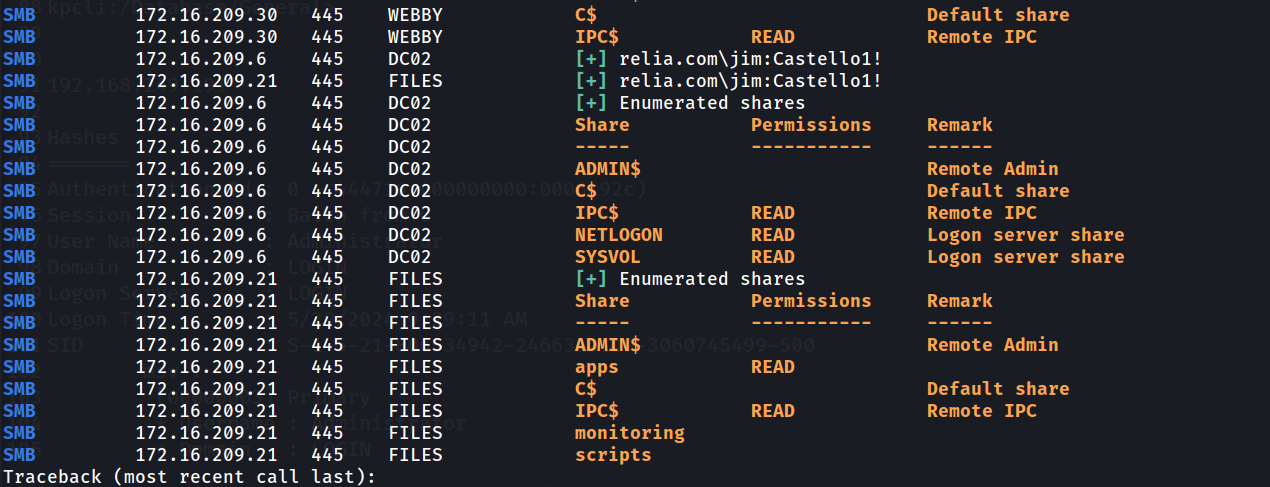 SMB 172.16.209.30 445 WEBBY C$ Default share
SMB 172.16.209.30 445 WEBBY IPC$ READ Remote IPC
SMB 172.16.209.6 445 DC02 [+] relia.com\jim:Castello1!
SMB 172.16.209.21 445 FILES [+] relia.com\jim:Castello1!
SMB 172.16.209.6 445 DC02 [+] Enumerated shares
SMB 172.16.209.6 445 DC02 Share Permissions Remark
SMB 172.16.209.6 445 DC02 ----- ----------- ------
SMB 172.16.209.6 445 DC02 ADMIN$ Remote Admin
SMB 172.16.209.6 445 DC02 C$ Default share
SMB 172.16.209.6 445 DC02 IPC$ READ Remote IPC
SMB 172.16.209.6 445 DC02 NETLOGON READ Logon server share
SMB 172.16.209.6 445 DC02 SYSVOL READ Logon server share
SMB 172.16.209.21 445 FILES [+] Enumerated shares
SMB 172.16.209.21 445 FILES Share Permissions Remark
SMB 172.16.209.21 445 FILES ----- ----------- ------
SMB 172.16.209.21 445 FILES ADMIN$ Remote Admin
SMB 172.16.209.21 445 FILES apps READ
SMB 172.16.209.21 445 FILES C$ Default share
SMB 172.16.209.21 445 FILES IPC$ READ Remote IPC
SMB 172.16.209.21 445 FILES monitoring
SMB 172.16.209.21 445 FILES scripts
Traceback (most recent call last):